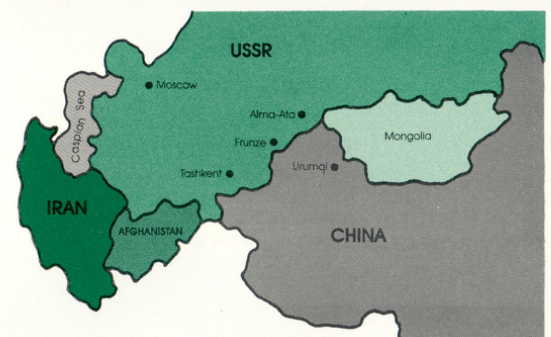 USSR
Moscow
Caspian Sea
Alma-Ata
Mongolia
Frunze
Urumqi
Tashkent
IRAN
AFGHANISTAN
CHINA